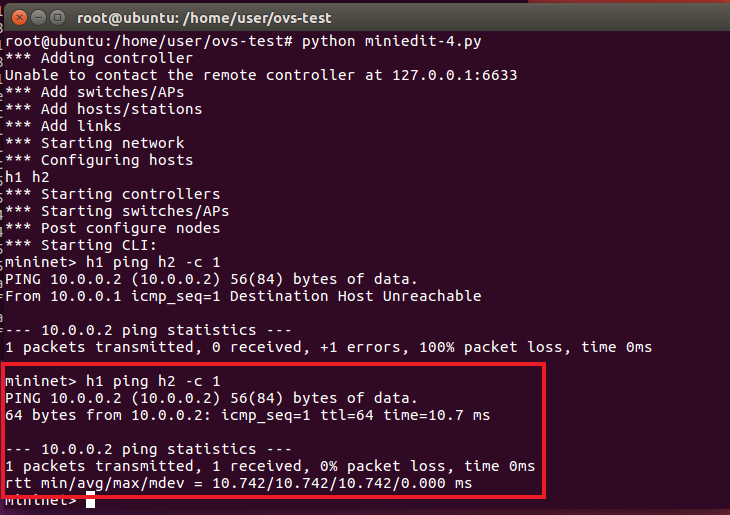 root@ubuntu: /home/user/ovs-test
root@ubuntu:/home/user/ovs-test# python miniedit-4.py
*** Adding controller
Unable to contact the remote controller at 127.0.0.1:6633
*** Add switches/APs
*** Add hosts/stations
*** Add links
*** Starting network
*** Configuring hosts
h1 h2
*** Starting controllers
*** Starting switches/APs
*** Post configure nodes
*** Starting CLI:
mininet> h1 ping h2 -c 1
PING 10.0.0.2 (10.0.0.2) 56(84) bytes of data.
From 10.0.0.1 icmp_seq=1 Destination Host Unreachable
--- 10.0.0.2 ping statistics ---
1 packets transmitted, 0 received, +1 errors, 100% packet loss, time 0ms
mininet> h1 ping h2 -c 1
PING 10.0.0.2 (10.0.0.2) 56(84) bytes of data.
64 bytes from 10.0.0.2: icmp_seq=1 ttl=64 time=10.7 ms
--- 10.0.0.2 ping statistics ---
1 packets transmitted, 1 received, 0% packet loss, time 0ms
rtt min/avg/max/mdev = 10.742/10.742/10.742/0.000 ms
mininet>